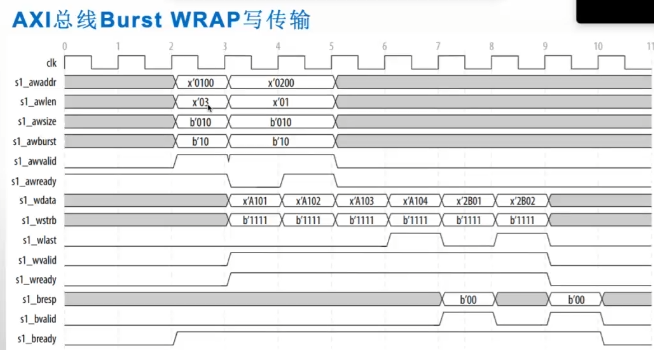 AXI总线Burst WRAP写传输
0 1 2 3 4 5 6 7 8 9 10 11
clk
s1_awaddr x'0100 x'0200
s1_awlen x'03 x'01
s1_awsize b'010 b'010
s1_awburst b'10 b'10
s1_awvalid
s1_awready
s1_wdata x'A101 x'A102 x'A103 x'A104 x'2B01 x'2B02
s1_wstrb b'1111 b'1111 b'1111 b'1111 b'1111 b'1111
s1_wlast
s1_wvalid
s1_wready
s1_bresp b'00 b'00
s1_bvalid
s1_bready